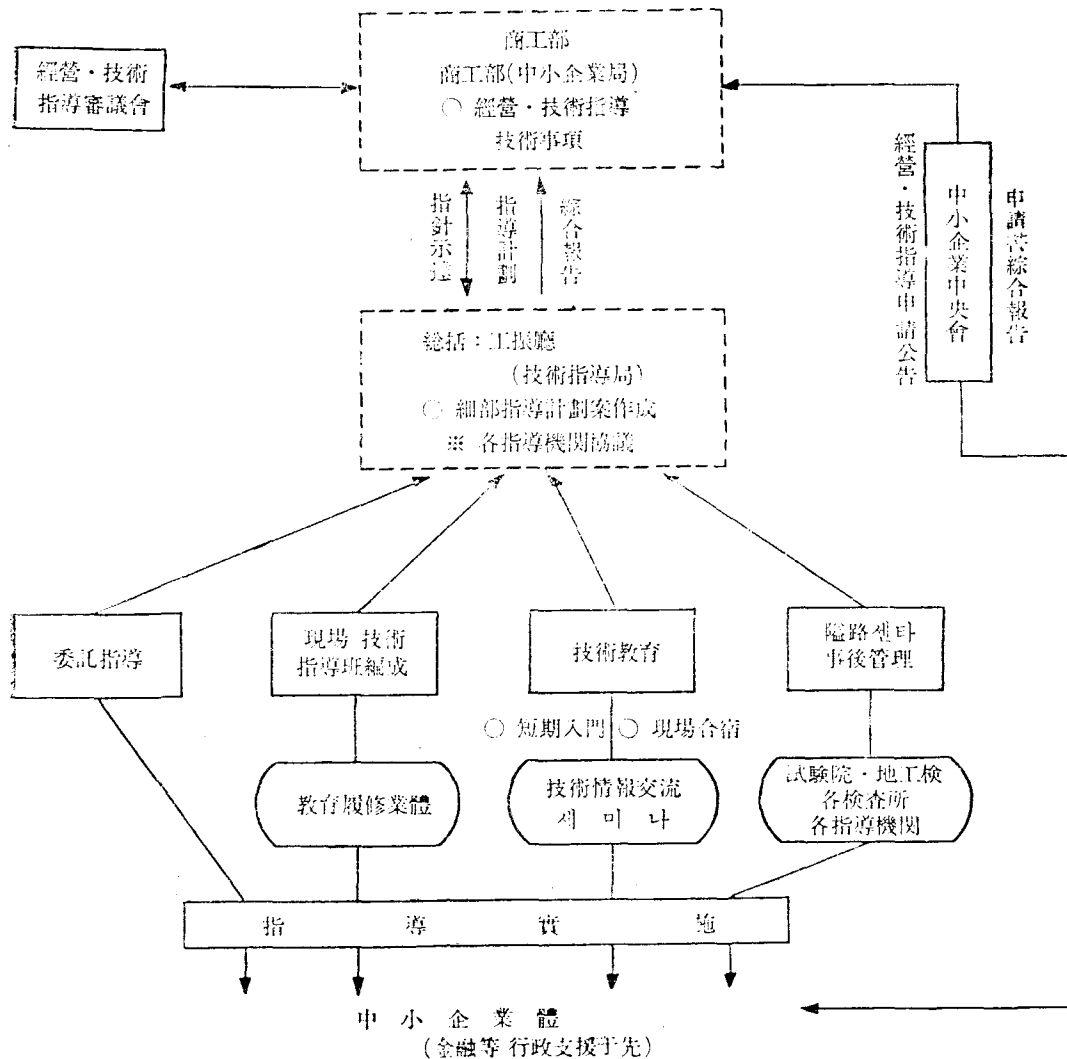 商工部
商工部(中小企業局)
○ 經營・技術指導
技術事項
經營・技術
指導審議會
指針示達
指導計劃
綜合報告
經營・技術指導申請公告
中小企業中央會
申請書綜合報告
総括：工振廳
(技術指導局)
○ 細部指導計劃案作成
※ 各指導機関協議
委託指導
現場 技術
指導班編成
技術教育
隘路센타
事後管理
○ 短期入門 ○ 現場合宿
教育履修業體
技術情報交流
세 미 나
試験院・地工検
各検査所
各指導機関
指 導 實 施
中 小 企 業 體
(金融等 行政支援于先)